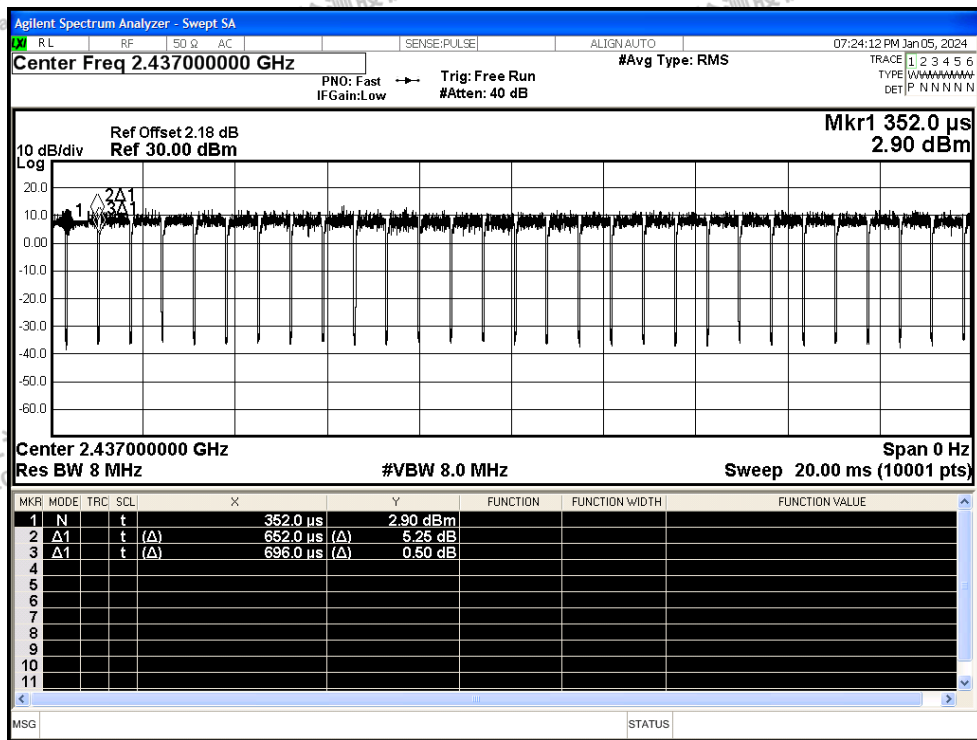 Agilent Spectrum Analyzer - Swept SA
LXI RL RF 50 Ω AC SENSE:PULSE ALIGN AUTO 07:24:12 PM Jan 05, 2024
Center Freq 2.437000000 GHz
#Avg Type: RMS
TRACE 1 2 3 4 5 6
PNO: Fast Trig: Free Run
TYPE WWWWWW
IFGain:Low #Atten: 40 dB
DET P N N N N N
Mkr1 352.0 µs
Ref Offset 2.18 dB
2.90 dBm
10 dB/div Ref 30.00 dBm
Log
20.0
2Δ1
1
3Δ1
10.0
0.00
-10.0
-20.0
-30.0
-40.0
-50.0
-60.0
Center 2.437000000 GHz Span 0 Hz
Res BW 8 MHz #VBW 8.0 MHz Sweep 20.00 ms (10001 pts)
MKR MODE TRC SCL X Y FUNCTION FUNCTION WIDTH FUNCTION VALUE
1 N t 352.0 µs 2.90 dBm
2 Δ1 t (Δ) 652.0 µs (Δ) 5.25 dB
3 Δ1 t (Δ) 696.0 µs (Δ) 0.50 dB
4
5
6
7
8
9
10
11
MSG STATUS